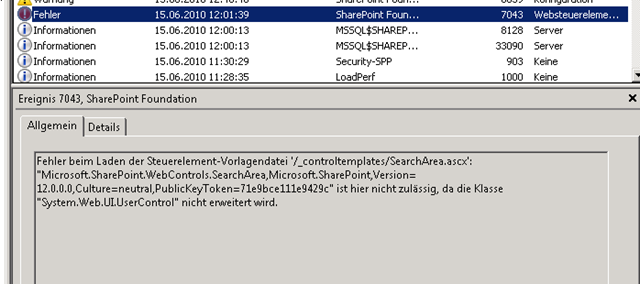 Warnung 15.06.2010 12:40:40 SharePoint Foun... 6039 Konfiguration
Fehler 15.06.2010 12:01:39 SharePoint Foun... 7043 Websteuereleme...
Informationen 15.06.2010 12:00:13 MSSQL$SHAREP... 8128 Server
Informationen 15.06.2010 12:00:13 MSSQL$SHAREP... 33090 Server
Informationen 15.06.2010 11:30:29 Security-SPP 903 Keine
Informationen 15.06.2010 11:28:35 LoadPerf 1000 Keine
Ereignis 7043, SharePoint Foundation
Allgemein Details
Fehler beim Laden der Steuerelement-Vorlagendatei '/_controltemplates/SearchArea.ascx':
"Microsoft.SharePoint.WebControls.SearchArea,Microsoft.SharePoint,Version=
12.0.0.0,Culture=neutral,PublicKeyToken=71e9bce111e9429c" ist hier nicht zulässig, da die Klasse
"System.Web.UI.UserControl" nicht erweitert wird.